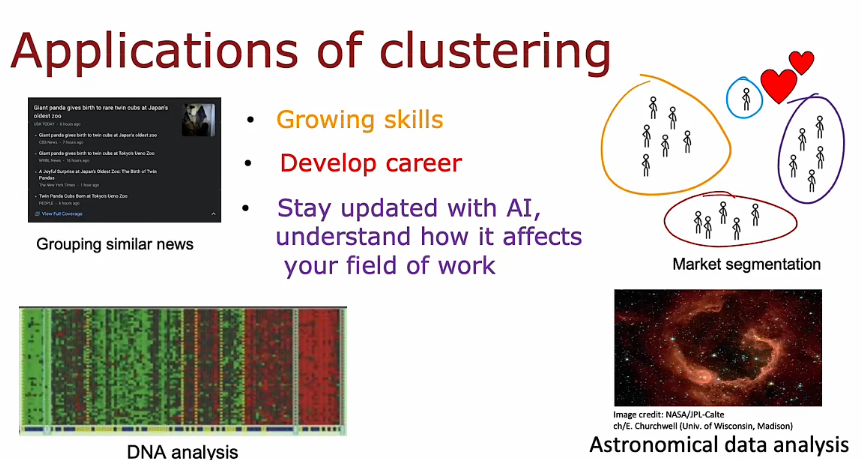 Applications of clustering
Giant panda gives birth to rare twin cubs at Japan's
oldest zoo
USA TODAY · 6 hours ago
• Giant panda gives birth to twin cubs at Japan's oldest zoo
CBS News · 7 hours ago
• Giant panda gives birth to twin cubs at Tokyo's Ueno Zoo
WHBL News · 16 hours ago
• A Joyful Surprise at Japan's Oldest Zoo: The Birth of Twin
Pandas
The New York Times · 1 hour ago
• Twin Panda Cubs Born at Tokyo's Ueno Zoo
PEOPLE · 6 hours ago
View Full Coverage
Grouping similar news
• Growing skills
• Develop career
• Stay updated with AI,
understand how it affects
your field of work
Market segmentation
DNA analysis
Image credit: NASA/JPL-Calte
ch/E. Churchwell (Univ. of Wisconsin, Madison)
Astronomical data analysis